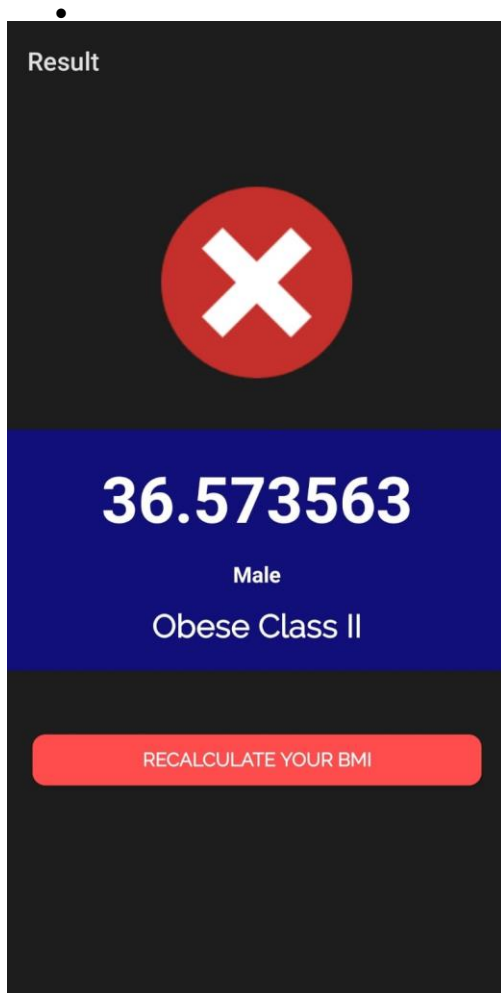 Result
36.573563
Male
Obese Class II
RECALCULATE YOUR BMI